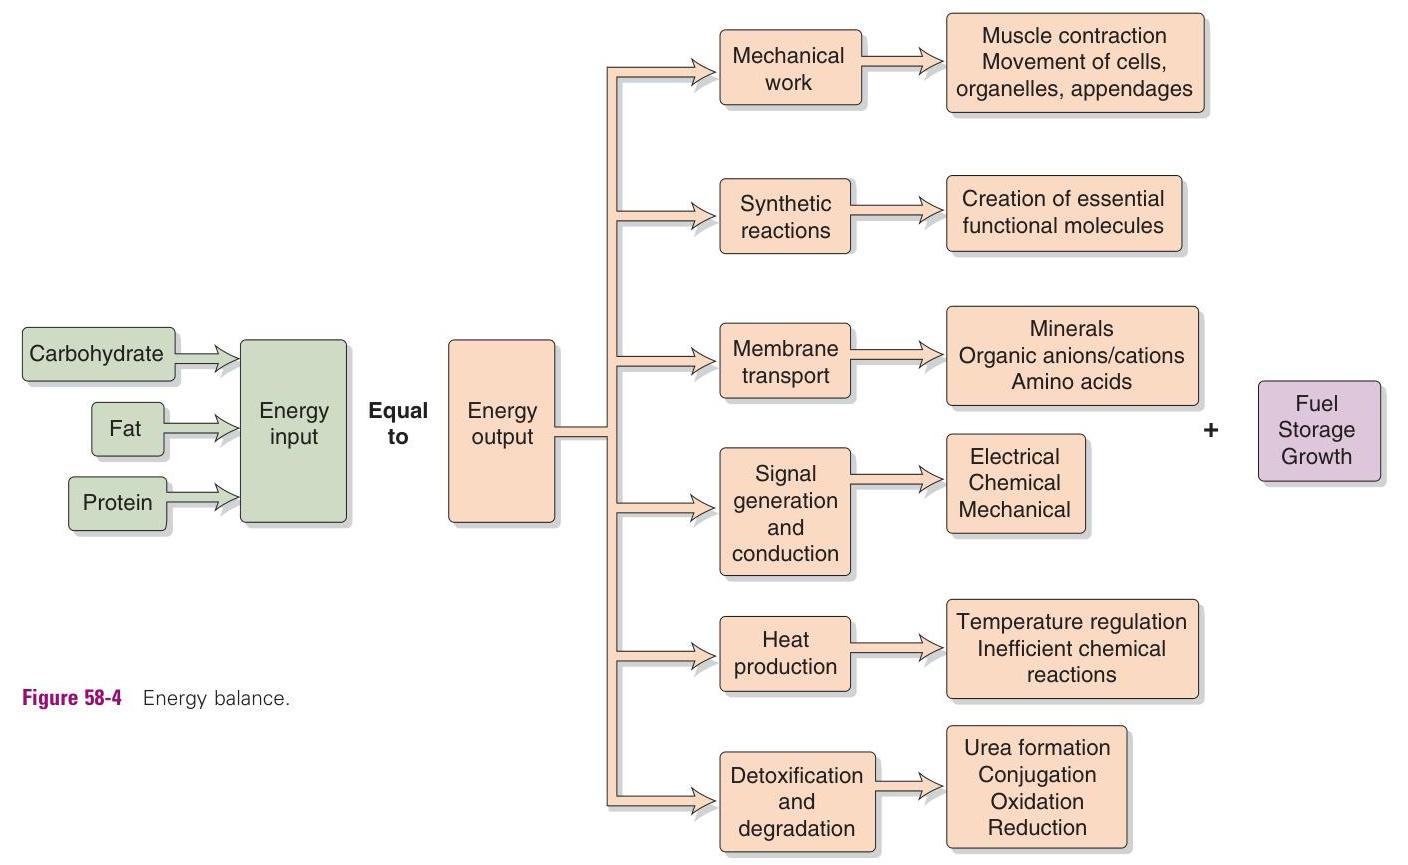 Carbohydrate
Fat
Protein
Energy
input
Equal
to
Energy
output
Mechanical
work
Muscle contraction
Movement of cells,
organelles, appendages
Synthetic
reactions
Creation of essential
functional molecules
Membrane
transport
Minerals
Organic anions/cations
Amino acids
Signal
generation
and
conduction
Electrical
Chemical
Mechanical
Heat
production
Temperature regulation
Inefficient chemical
reactions
Detoxification
and
degradation
Urea formation
Conjugation
Oxidation
Reduction
+
Fuel
Storage
Growth
Figure 58-4 Energy balance.